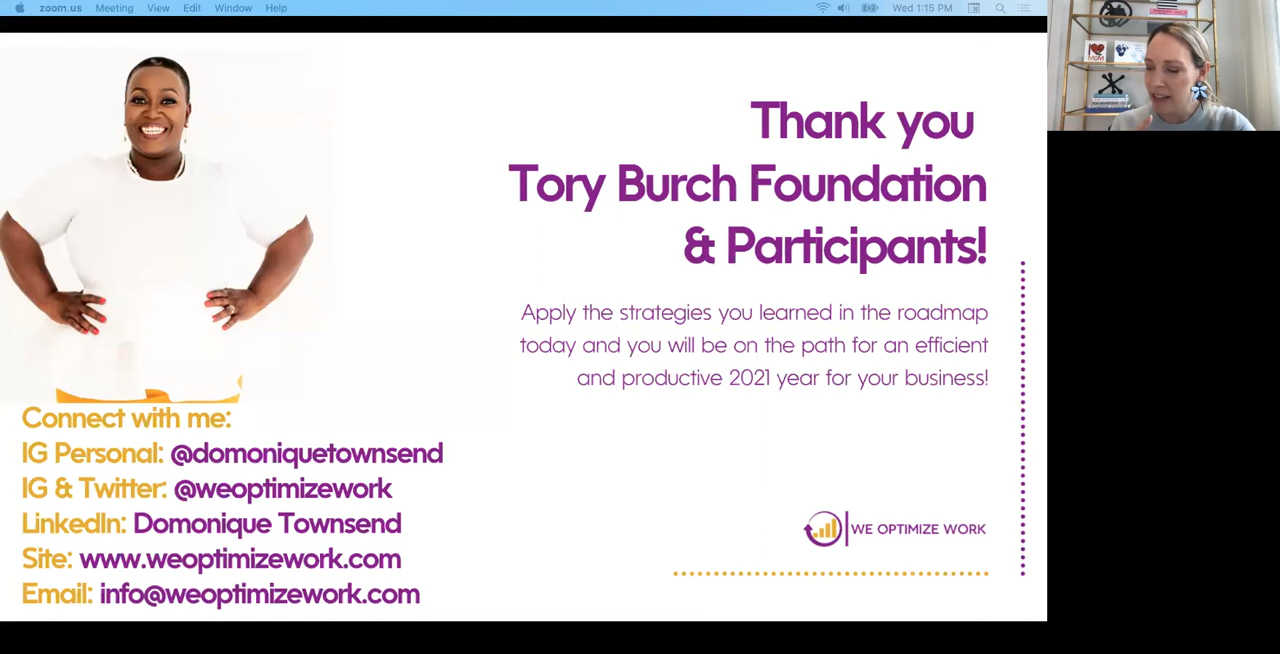 zoom.us Meeting View Edit Window Help
Wed 1:15 PM
Thank you
Tory Burch Foundation
& Participants!
Apply the strategies you learned in the roadmap
today and you will be on the path for an efficient
and productive 2021 year for your business!
Connect with me:
IG Personal: @domoniquetownsend
IG & Twitter: @weoptimizework
LinkedIn: Domonique Townsend
Site: www.weoptimizework.com
Email: info@weoptimizework.com
WE OPTIMIZE WORK
MOM